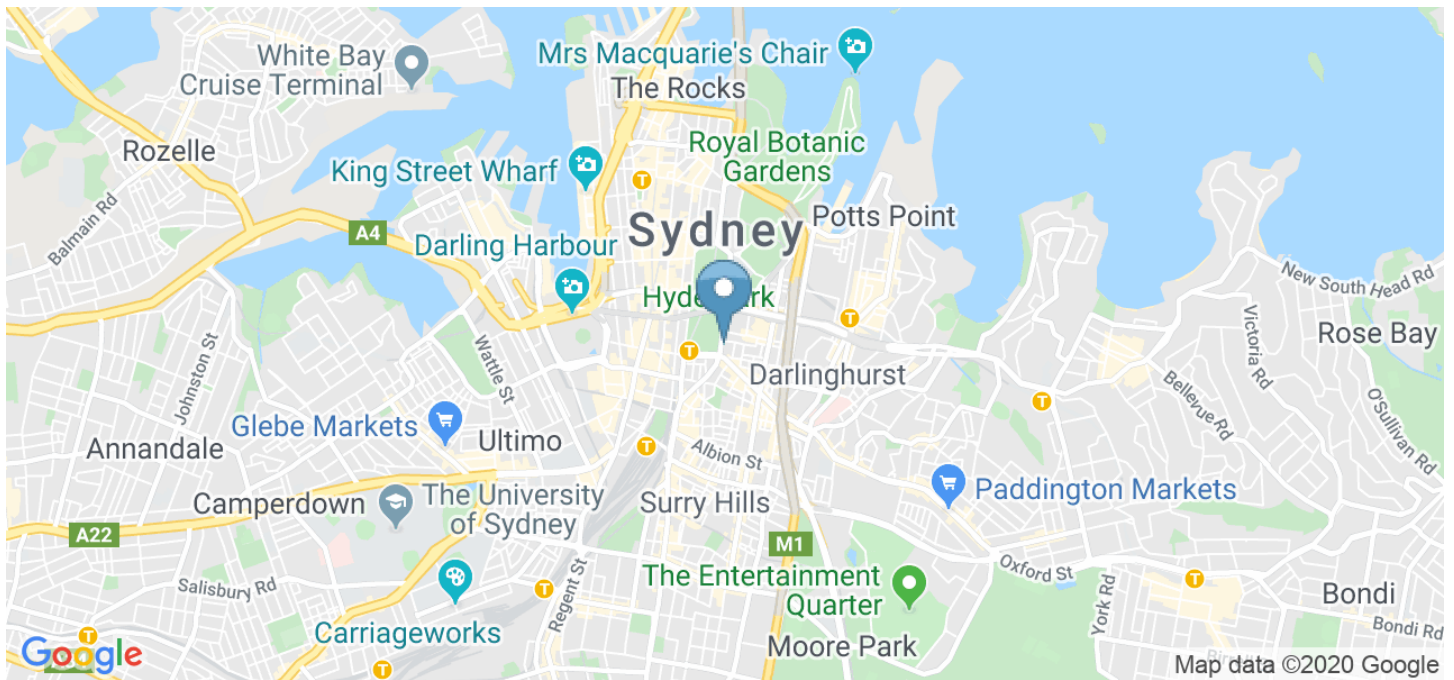 White Bay
Cruise Terminal
Mrs Macquarie's Chair
The Rocks
Rozelle
King Street Wharf
T
Royal Botanic
Gardens
Balmain Rd
A4
Sydney
Potts Point
Darling Harbour
New South Head Rd
Hyde Park
T
Victoria Rd
Rose Bay
Johnston St
Wattle St
T
Darlinghurst
Bellevue Rd
T
O'Sullivan Rd
Glebe Markets
Annandale
Ultimo
T
Albion St
Camperdown
The University
of Sydney
Surry Hills
Paddington Markets
A22
M1
Salisbury Rd
T
Regent St
The Entertainment
Quarter
Oxford St
York Rd
T
Bondi
Carriageworks
T
Moore Park
Bondi Rd
Google
T
Map data ©2020 Google